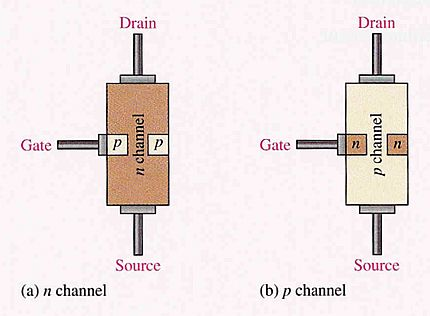 Drain
Gate
p
n channel
p
Source
(a) n channel
Drain
Gate
n
p channel
n
Source
(b) p channel